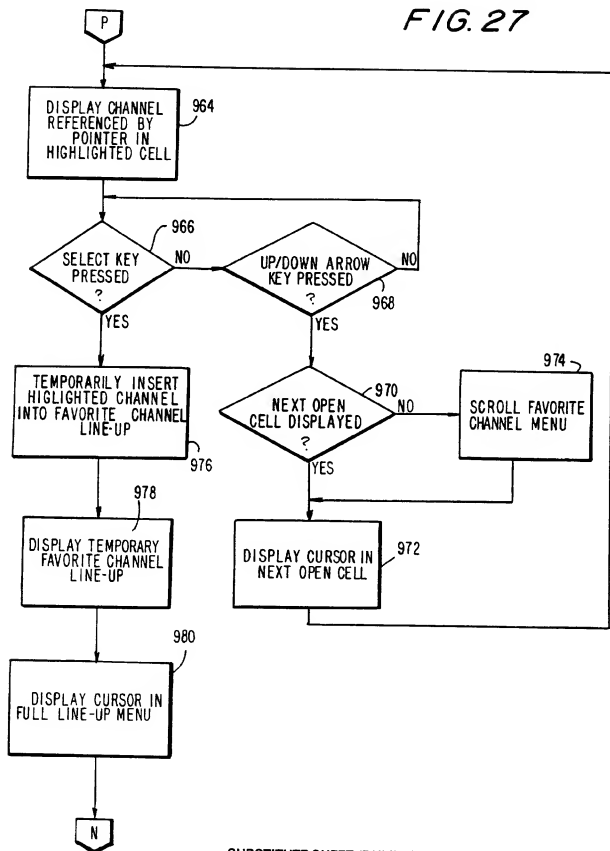 FIG. 27
P
DISPLAY CHANNEL
REFERENCED BY
POINTER IN
HIGHLIGHTED CELL
964
966
SELECT KEY
PRESSED
?
NO
YES
UP/DOWN ARROW
KEY PRESSED
?
NO
968
YES
970
NEXT OPEN
CELL DISPLAYED
?
NO
YES
974
SCROLL FAVORITE
CHANNEL MENU
TEMPORARILY INSERT
HIGLIGHTED CHANNEL
INTO FAVORITE CHANNEL
LINE-UP
976
978
DISPLAY TEMPORARY
FAVORITE CHANNEL
LINE-UP
DISPLAY CURSOR IN
NEXT OPEN CELL
972
980
DISPLAY CURSOR IN
FULL LINE-UP MENU
N